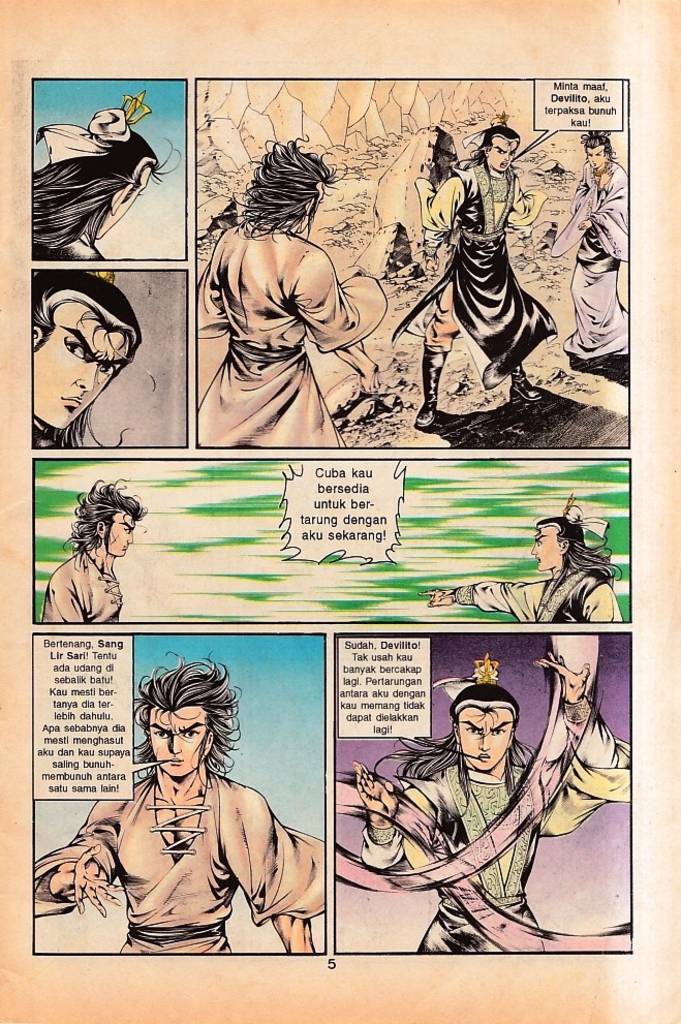 Minta maaf,
Devilito, aku
terpaksa bunuh
kau!
Cuba kau
bersedia
untuk ber-
tarung dengan
aku sekarang!
Bertenang, Sang
Lir Sari! Tentu
ada udang di
sebalik batu!
Kau mesti ber-
tanya dia ter-
lebih dahulu.
Apa sebabnya dia
mesti menghasut
aku dan kau supaya
saling bunuh-
membunuh antara
satu sama lain!
Sudah, Devilito!
Tak usah kau
banyak bercakap
lagi. Pertarungan
antara aku dengan
kau memang tidak
dapat dielakkan
lagi!
5